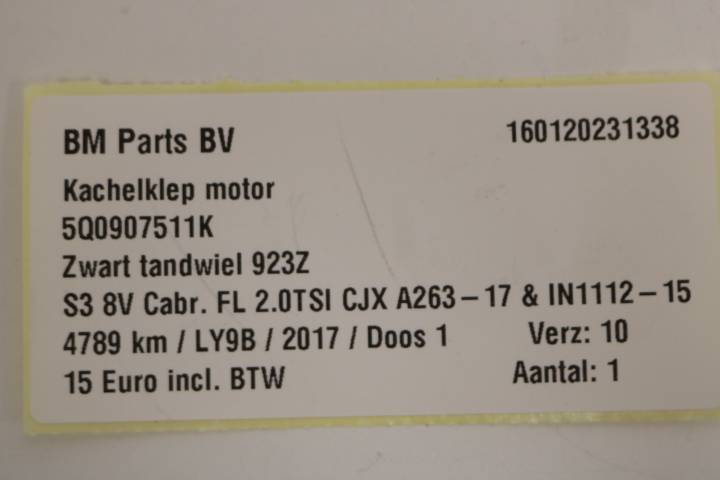 BM Parts BV 160120231338
Kachelklep motor
5Q0907511K
Zwart tandwiel 923Z
S3 8V Cabr. FL 2.0TSI CJX A263-17 & IN1112-15
4789 km / LY9B / 2017 / Doos 1 Verz: 10
15 Euro incl. BTW Aantal: 1